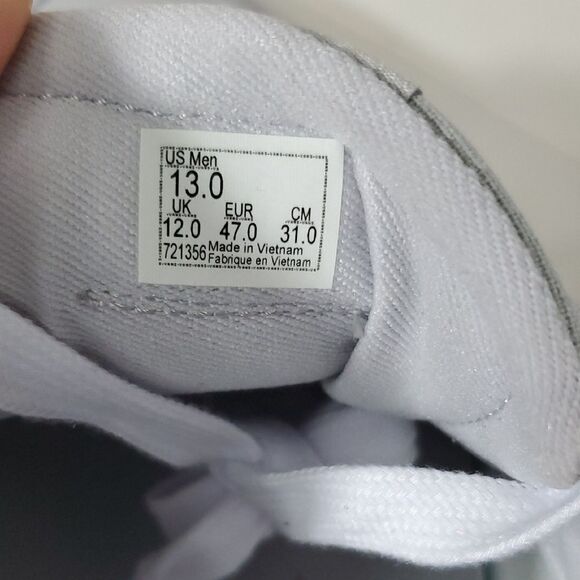 US Men
13.0
UK EUR CM
12.0 47.0 31.0
721356 Made in Vietnam
Fabrique en Vietnam